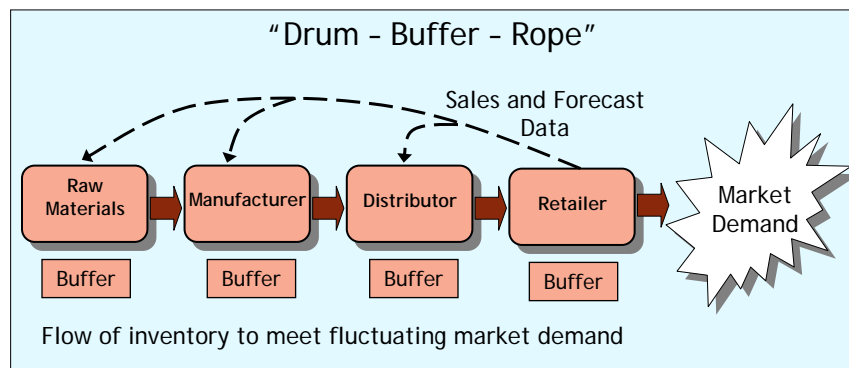 “Drum – Buffer – Rope”
Sales and Forecast
Data
Raw
Materials
Manufacturer
Distributor
Retailer
Market
Demand
Buffer
Buffer
Buffer
Buffer
Flow of inventory to meet fluctuating market demand